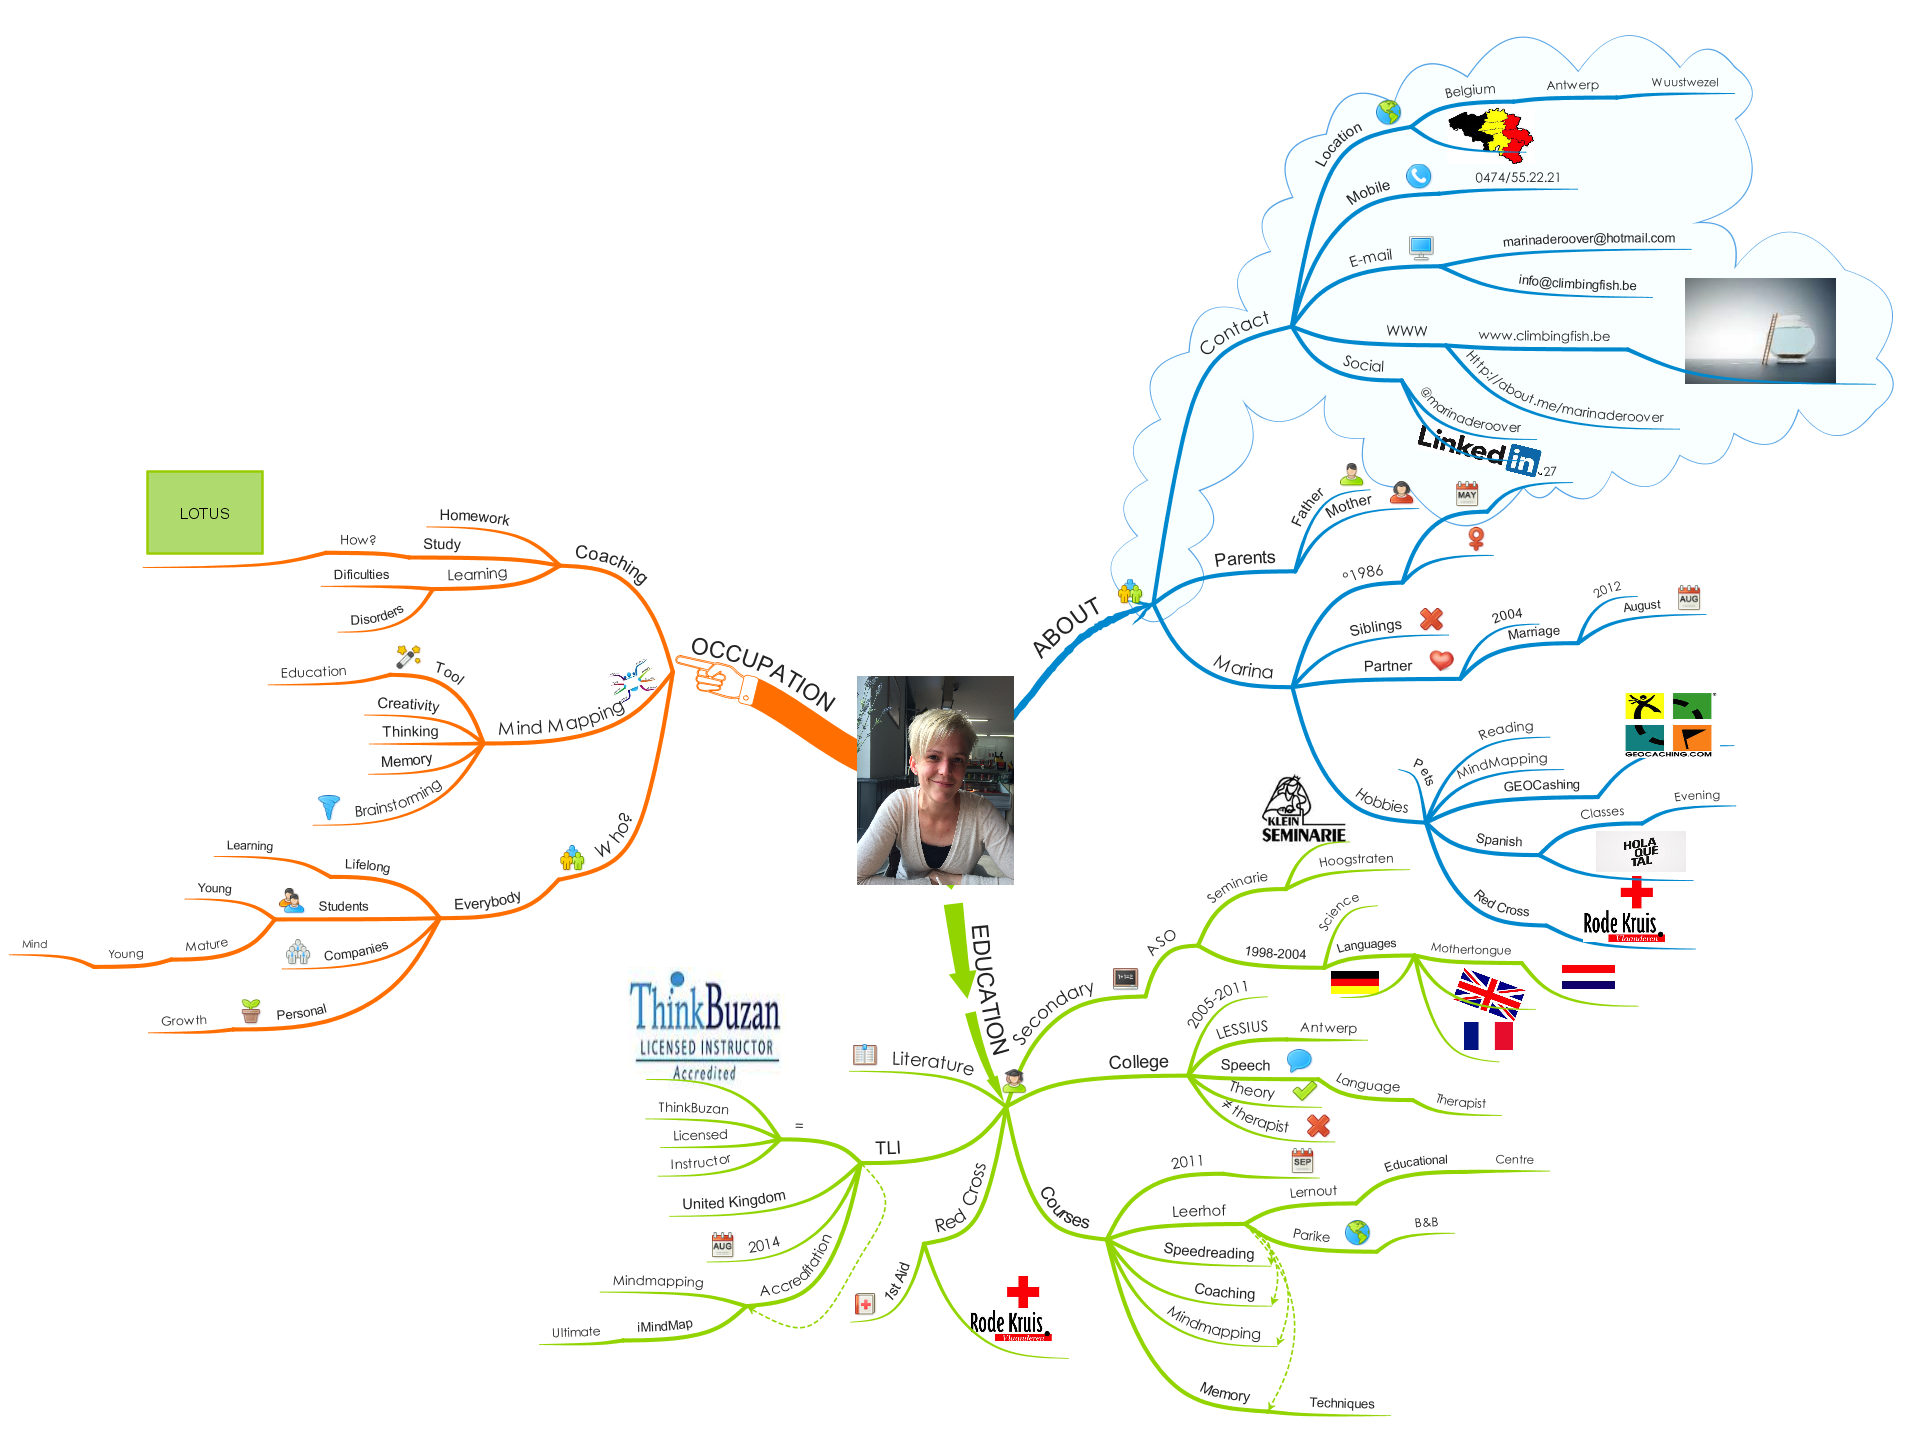 ABOUT
Contact
Location
Belgium
Antwerp
Wuustwezel
Mobile
0474/55.22.21
E-mail
marinaderoover@hotmail.com
info@climbingfish.be
WWW
www.climbingfish.be
Http://about.me/marinaderoover
Social
@marinaderoover
Linked in
Parents
Father
Mother
Marina
°1986
MAY
27
Siblings
Partner
2004
Marriage
2012
August
AUG
Hobbies
Pets
Reading
MindMapping
GEOCashing
GEOCACHING.COM
Spanish
Classes
Evening
HOLA
QUE
TAL
Red Cross
Rode Kruis.
Vlaanderen
EDUCATION
Secondary
1+1=2
ASO
Seminarie
KLEIN
SEMINARIE
Hoogstraten
1998-2004
Science
Languages
Mothertongue
College
2005-2011
LESSIUS
Antwerp
Speech
Language
Therapist
Theory
≠ therapist
Courses
2011
SEP
Leerhof
Lernout
Educational
Centre
Parike
B&B
Speedreading
Coaching
Mindmapping
Memory
Techniques
Red Cross
1st Aid
Rode Kruis.
Vlaanderen
TLI
=
ThinkBuzan
LICENSED INSTRUCTOR
Accredited
ThinkBuzan
Licensed
Instructor
United Kingdom
AUG
2014
Accreditation
Mindmapping
iMindMap
Ultimate
Literature
OCCUPATION
Coaching
Homework
Study
How?
LOTUS
Learning
Dificulties
Disorders
Mind Mapping
Tool
Education
Creativity
Thinking
Memory
Brainstorming
Who?
Everybody
Lifelong
Learning
Students
Young
Mature
Young
Mind
Companies
Personal
Growth